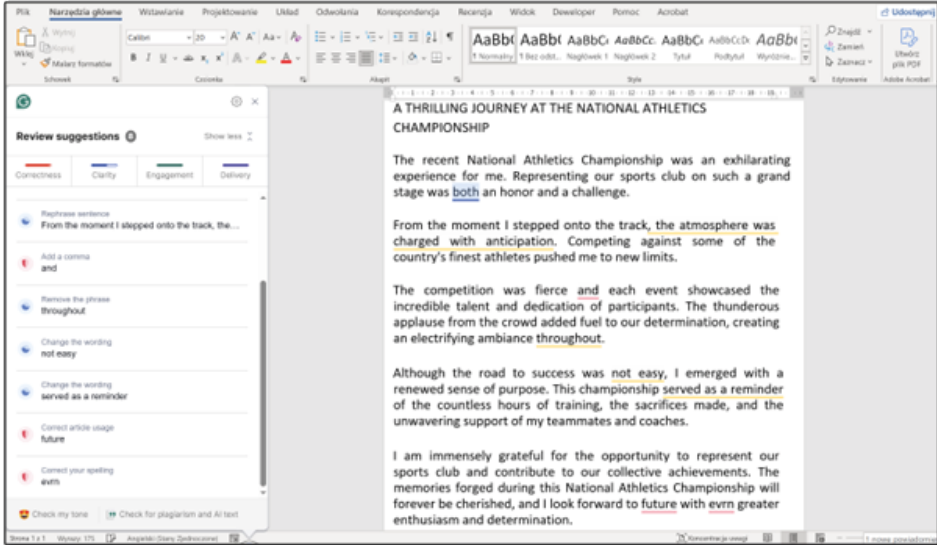 Plik Narzędzia główne Wstawianie Projektowanie Układ Odwołania Korespondencja Recenzja Widok Deweloper Pomoc Acrobat Udostępnij
Wklej
Wytnij
Kopiuj
Malarz formatów
Schowek
Calibri 20
Czcionka
Akapit
AaBbC AaBbC AaBbCc AaBbCc. AaBbC AaBbCcD AaBbC
Normalny 1 Bez odst... Nagłówek 1 Nagłówek 2 Tytuł Podtytuł Wyróżnie...
Style
Znajdź
Zamień
Zaznacz
Edytowanie
Utwórz
plik PDF
Adobe Acrobat
Review suggestions
Show less
Correctness Clarity Engagement Delivery
Rephrase sentence
From the moment I stepped onto the track, the...
Add a comma
and
Remove the phrase
throughout
Change the wording
not easy
Change the wording
served as a reminder
Correct article usage
future
Correct your spelling
evrn
Check my tone Check for plagiarism and AI text
A THRILLING JOURNEY AT THE NATIONAL ATHLETICS
CHAMPIONSHIP
The recent National Athletics Championship was an exhilarating
experience for me. Representing our sports club on such a grand
stage was both an honor and a challenge.
From the moment I stepped onto the track, the atmosphere was
charged with anticipation. Competing against some of the
country's finest athletes pushed me to new limits.
The competition was fierce and each event showcased the
incredible talent and dedication of participants. The thunderous
applause from the crowd added fuel to our determination, creating
an electrifying ambiance throughout.
Although the road to success was not easy, I emerged with a
renewed sense of purpose. This championship served as a reminder
of the countless hours of training, the sacrifices made, and the
unwavering support of my teammates and coaches.
I am immensely grateful for the opportunity to represent our
sports club and contribute to our collective achievements. The
memories forged during this National Athletics Championship will
forever be cherished, and I look forward to future with evrn greater
enthusiasm and determination.
Strona 1 z 1 Wyrazy: 175 Angielski (Stany Zjednoczone) Koncentracja uwagi 1 nowe powiadomie